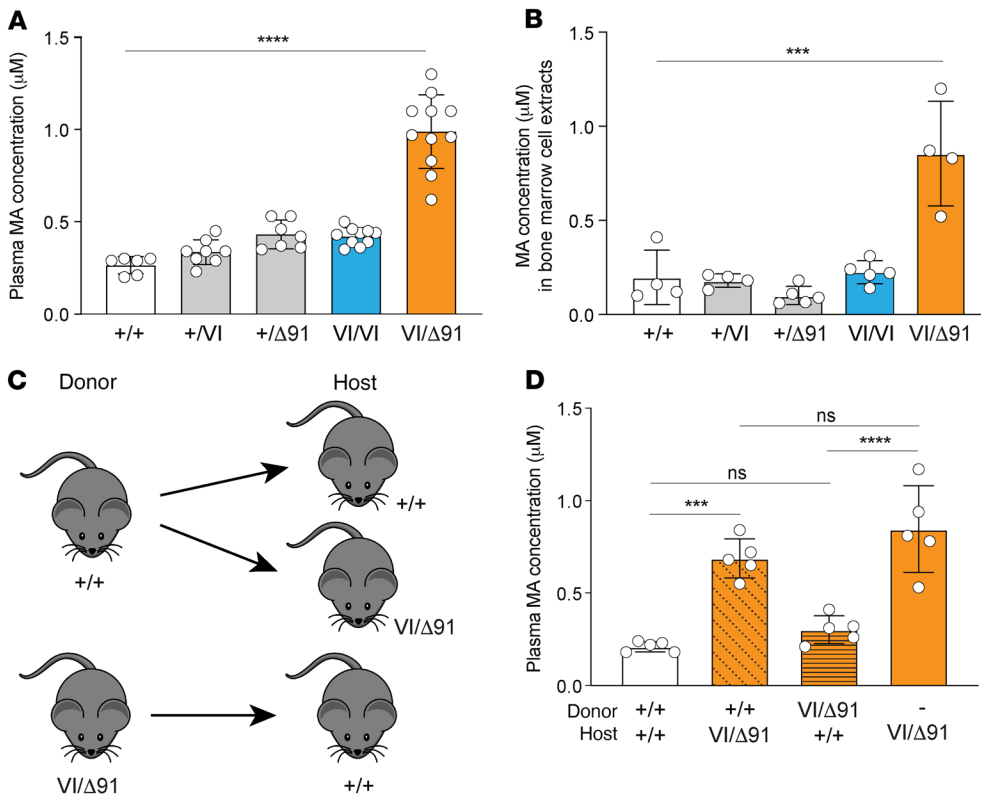 A
Plasma MA concentration (μM)
1.5
1.0
0.5
0.0
****
+/+ +/VI +/Δ91 VI/VI VI/Δ91
B
MA concentration (μM)
in bone marrow cell extracts
1.5
1.0
0.5
0.0
***
+/+ +/VI +/Δ91 VI/VI VI/Δ91
C
Donor Host
+/+
+/+
VI/Δ91
VI/Δ91 +/+
D
Plasma MA concentration (μM)
1.5
1.0
0.5
0.0
ns
****
ns
***
Donor +/+ +/+ VI/Δ91 -
Host +/+ VI/Δ91 +/+ VI/Δ91